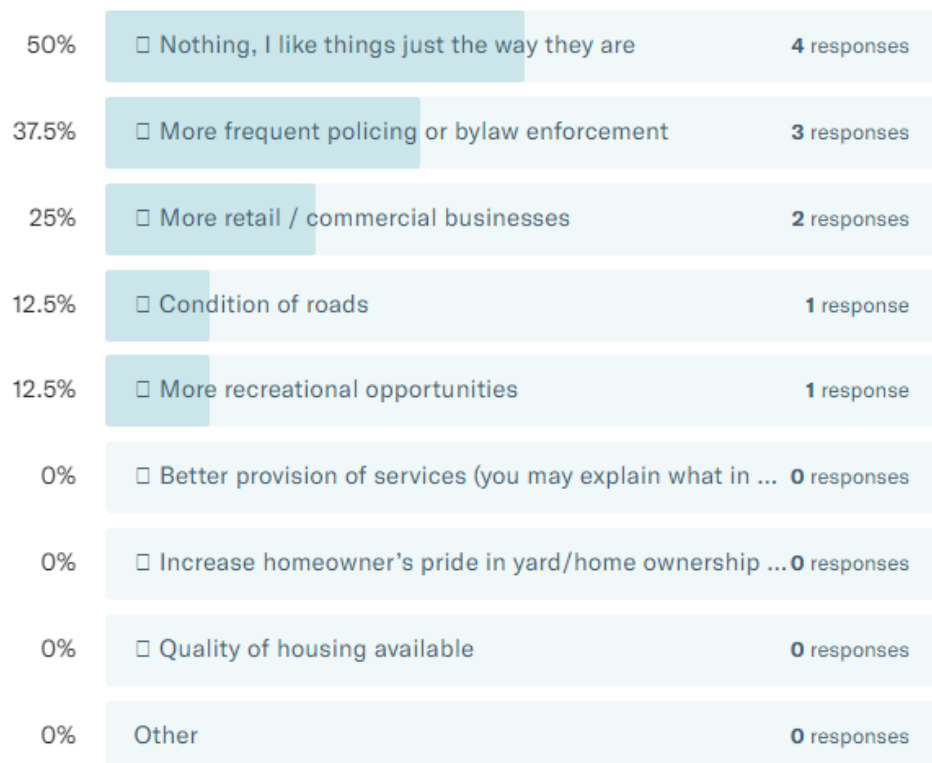 50% □ Nothing, I like things just the way they are 4 responses
37.5% □ More frequent policing or bylaw enforcement 3 responses
25% □ More retail / commercial businesses 2 responses
12.5% □ Condition of roads 1 response
12.5% □ More recreational opportunities 1 response
0% □ Better provision of services (you may explain what in ... 0 responses
0% □ Increase homeowner’s pride in yard/home ownership ... 0 responses
0% □ Quality of housing available 0 responses
0% Other 0 responses